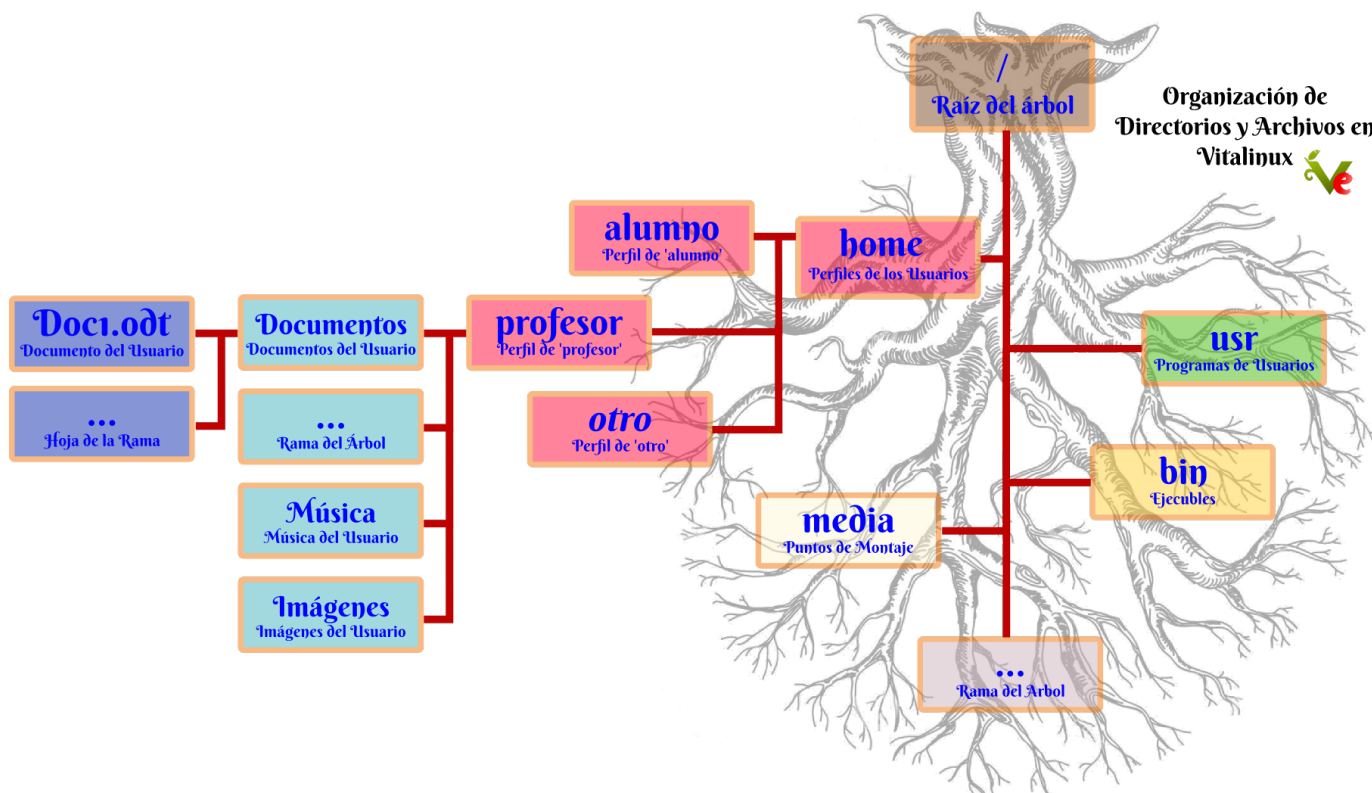 /
Raíz del árbol
Organización de
Directorios y Archivos en
Vitalinux
Ve
alumno
Perfil de 'alumno'
home
Perfiles de los Usuarios
Doc1.odt
Documento del Usuario
Documentos
Documentos del Usuario
profesor
Perfil de 'profesor'
usr
Programas de Usuarios
...
Hoja de la Rama
...
Rama del Árbol
otro
Perfil de 'otro'
bin
Ejecubles
Música
Música del Usuario
media
Puntos de Montaje
Imágenes
Imágenes del Usuario
...
Rama del Arbol